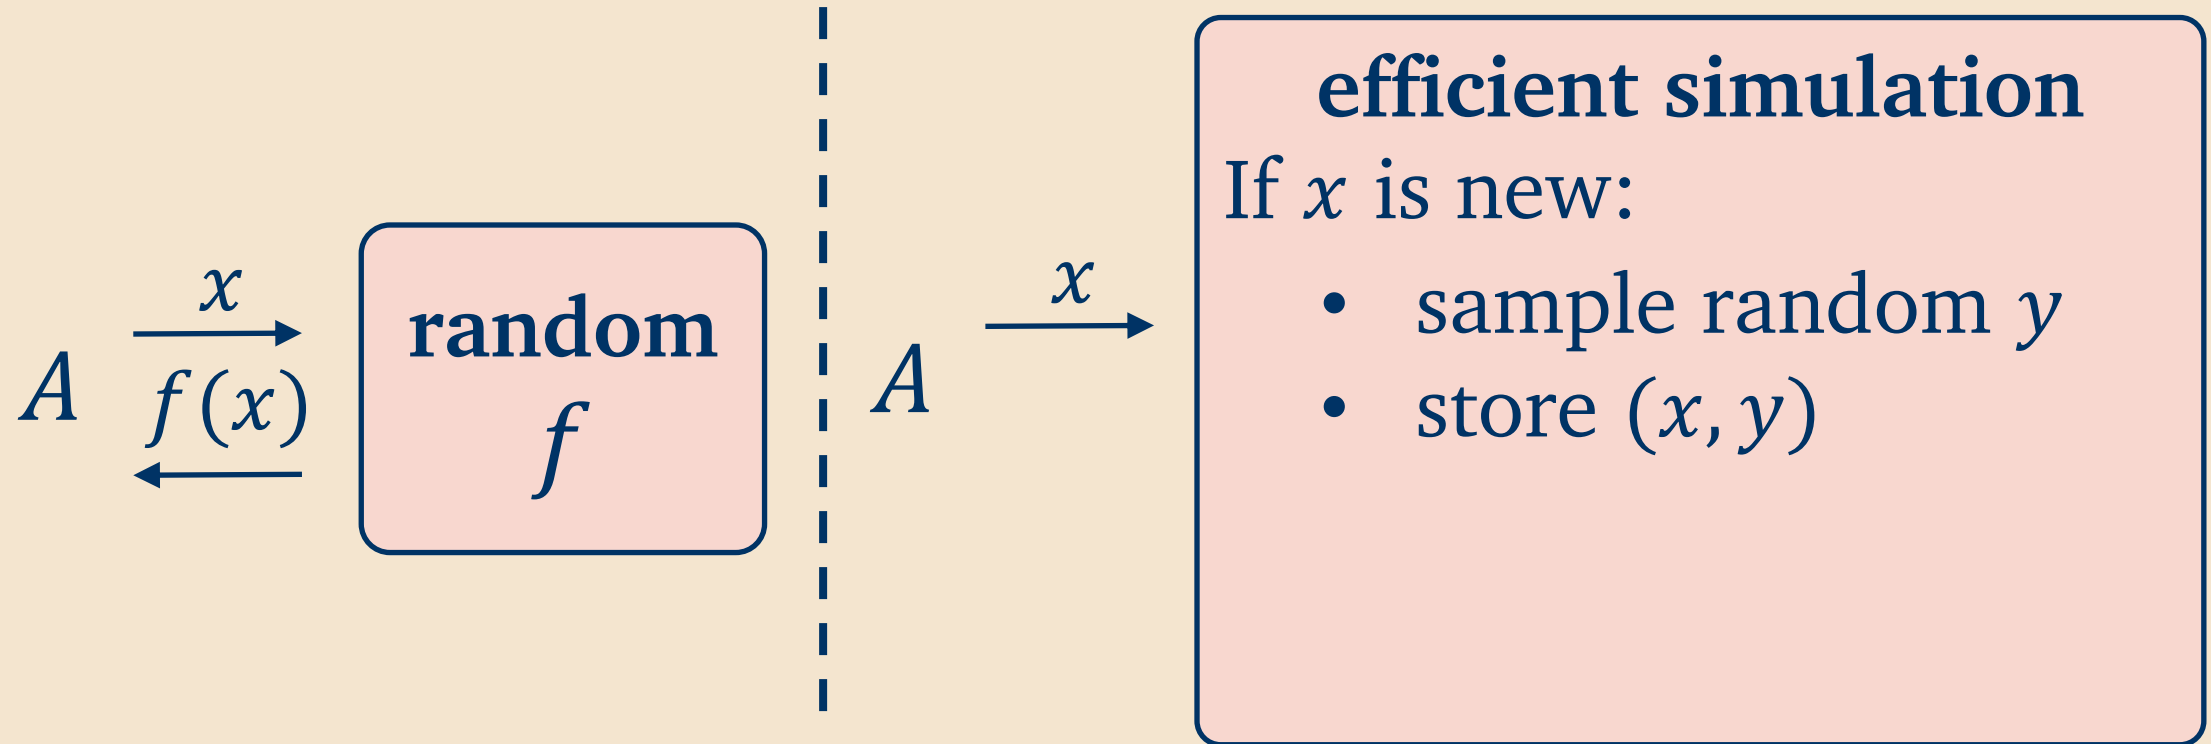 A
x
f(x)
random
f
A
x
efficient simulation
If x is new:
• sample random y
• store (x, y)